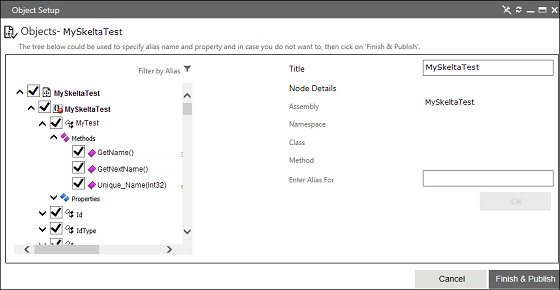 Object Setup
Objects- MySkeltaTest
The tree below could be used to specify alias name and property and in case you do not want to, then click on 'Finish & Publish'.
Filter by Alias
MySkeltaTest
MySkeltaTest
MyTest
Methods
GetName()
GetNextName()
Unique_Name(Int32)
Properties
Id
IdType
Title
MySkeltaTest
Node Details
Assembly
MySkeltaTest
Namespace
Class
Method
Enter Alias For
OK
Cancel
Finish & Publish